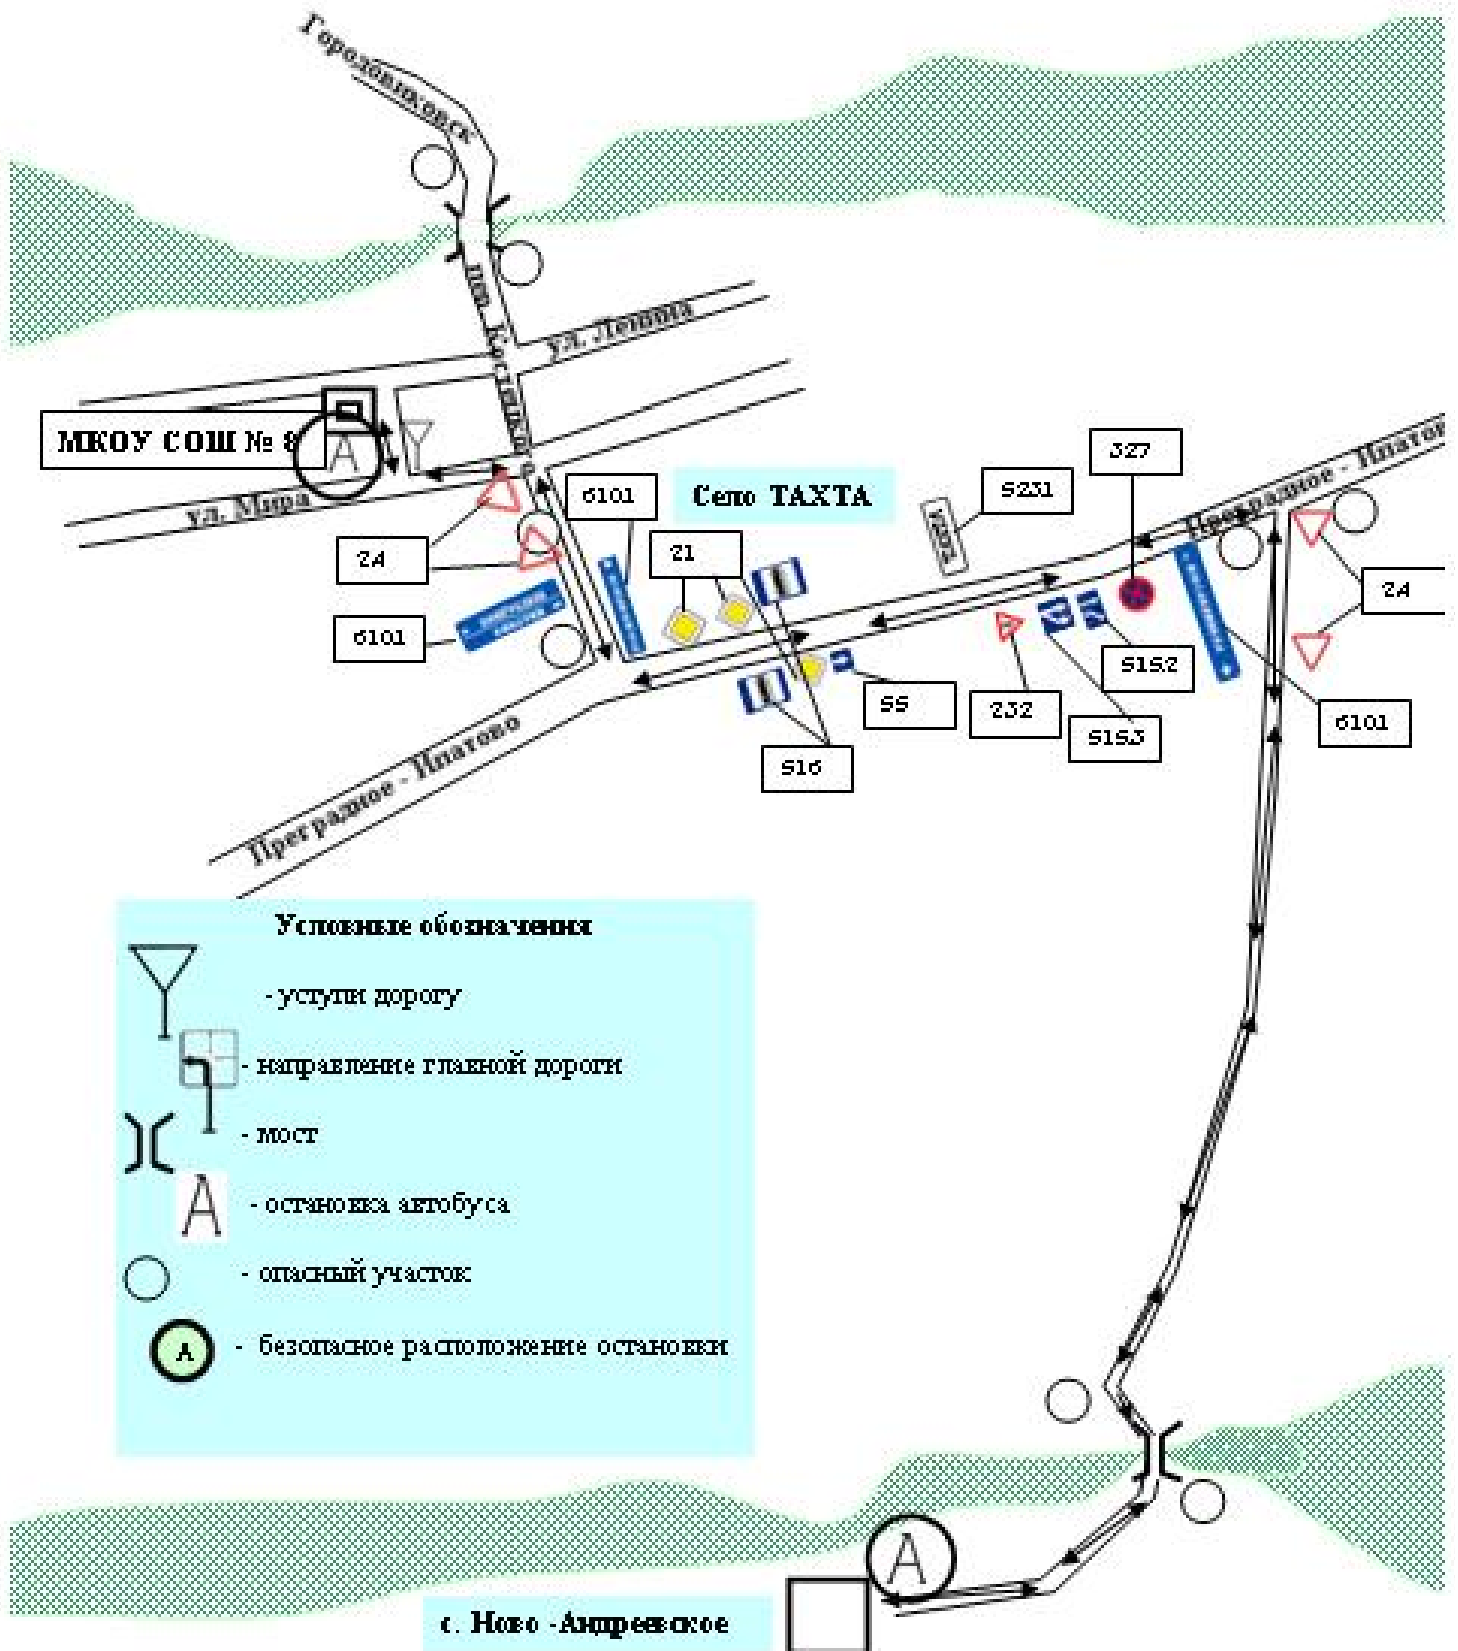 Городовиковск
ул. Ленина
МКОУ СОШ № 8
А
ул. Мира
327
Преградное - Ипатово
6101
Село ТАХТА
5231
24
21
24
6101
5152
55
232
5153
6101
516
Преградное - Ипатово
Условные обозначения
- уступи дорогу
- направление главной дороги
- мост
А - остановка автобуса
- опасный участок
А - безопасное расположение остановки
А
с. Ново -Андреевское